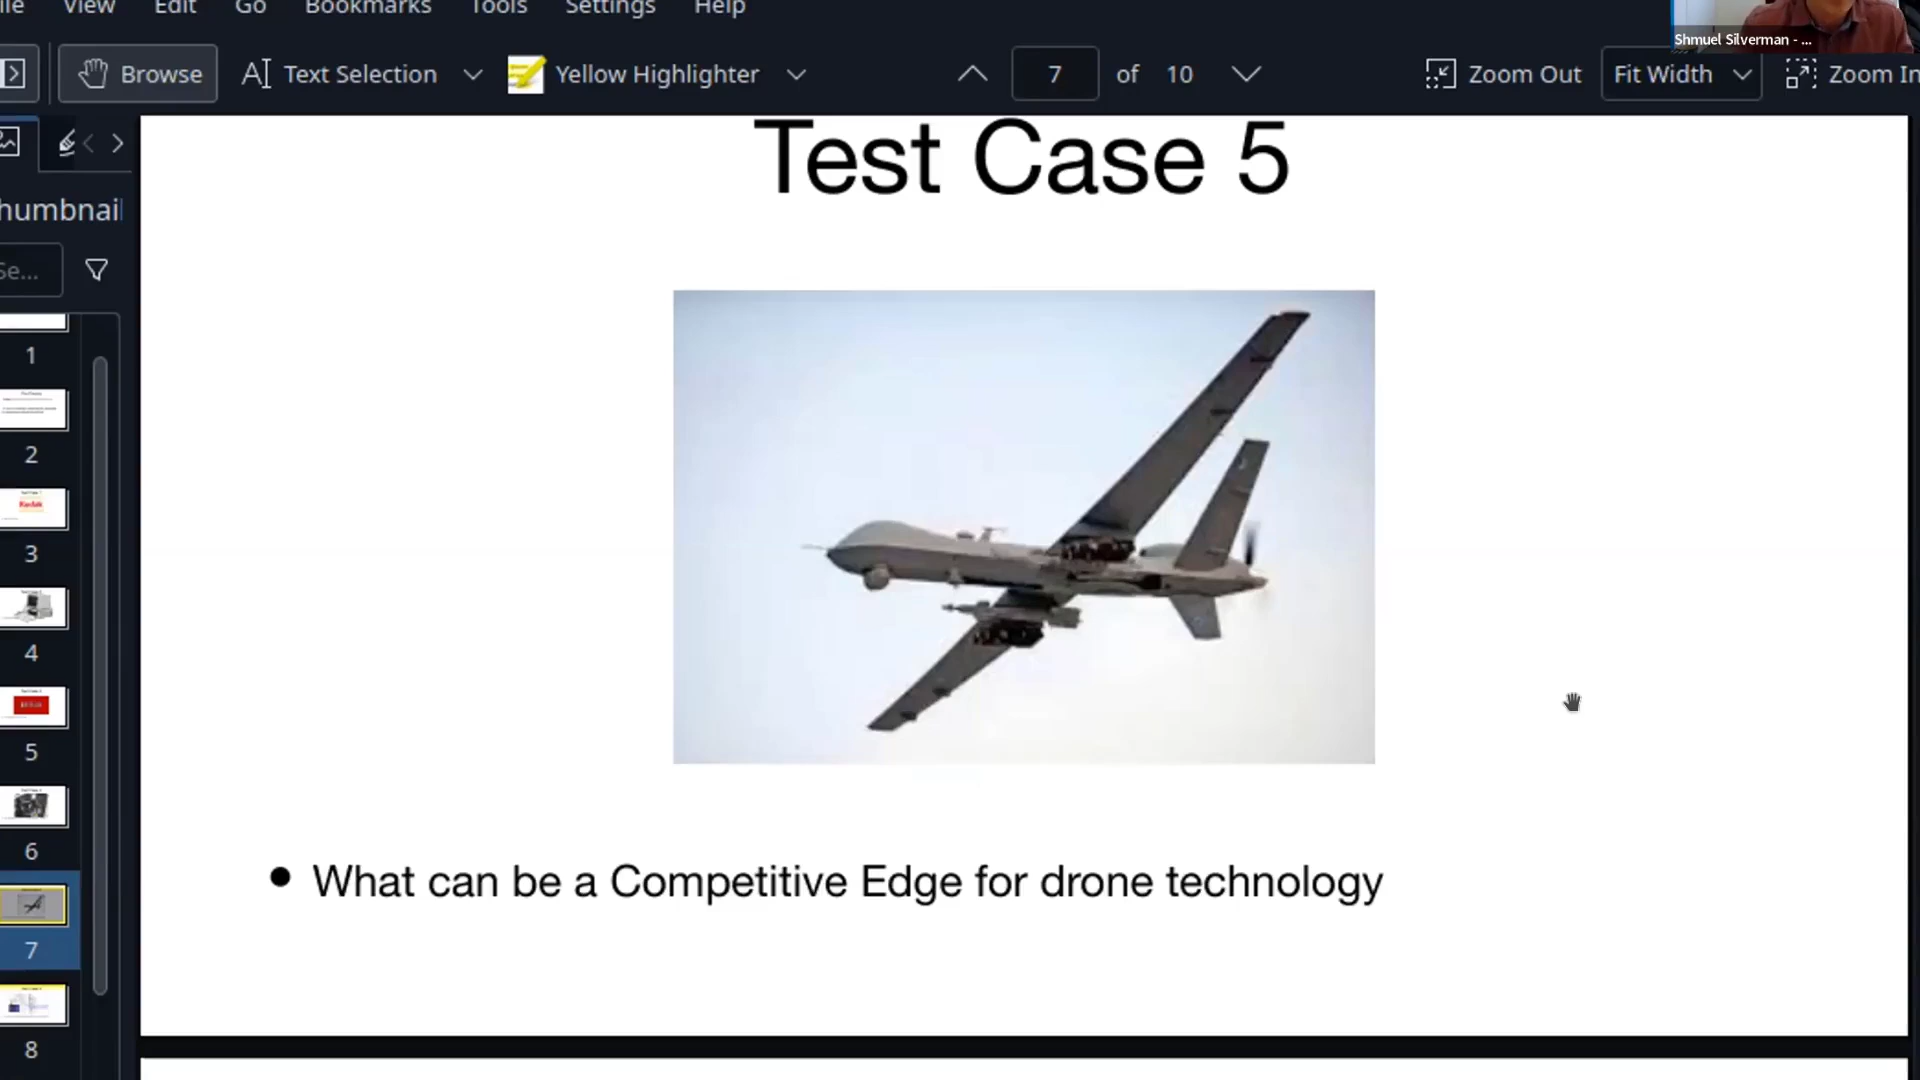 View Edit Go Bookmarks Tools Settings Help
Shmuel Silverman - ...
Browse Text Selection Yellow Highlighter 7 of 10 Zoom Out Fit Width Zoom In
Test Case 5
humbnail
Se...
1
2
Kodak
3
4
5
6
7
8
• What can be a Competitive Edge for drone technology